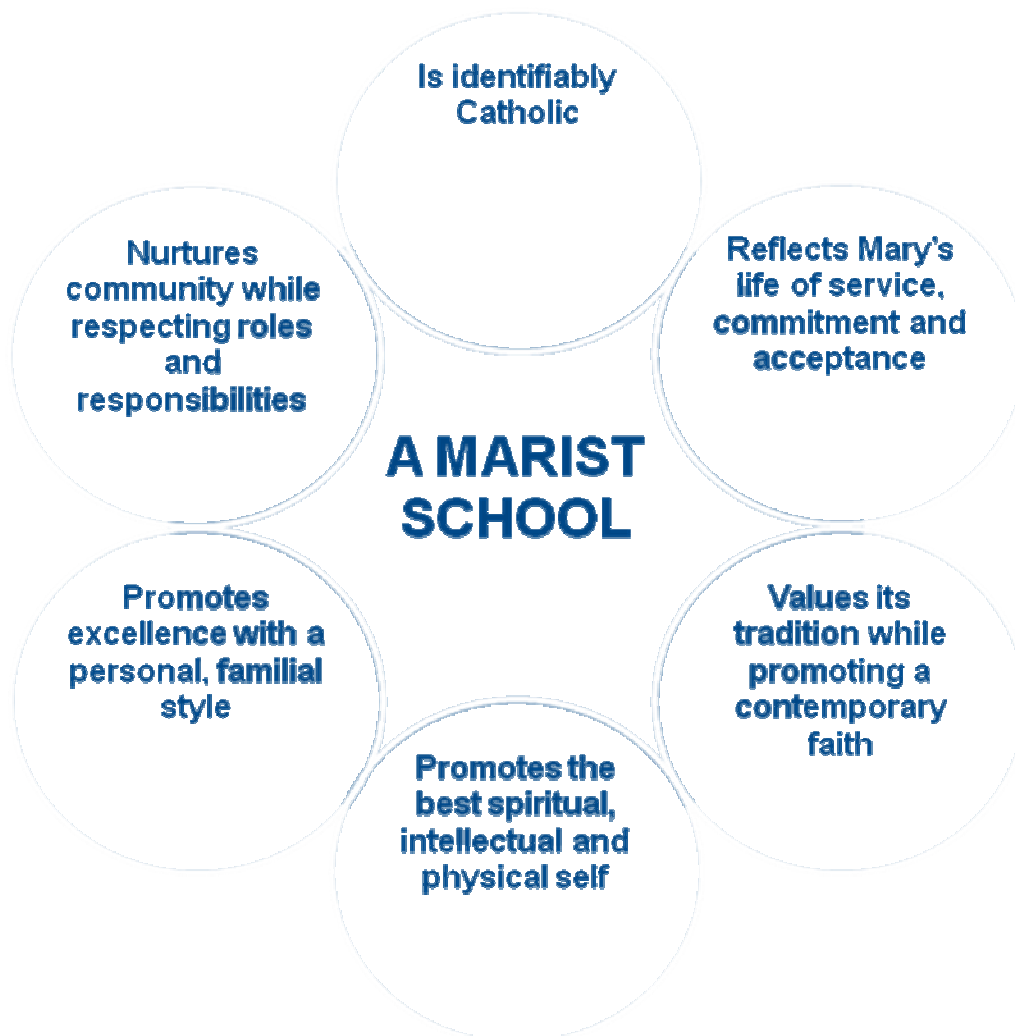 Is identifiably
Catholic
Reflects Mary’s
life of service,
commitment and
acceptance
Values its
tradition while
promoting a
contemporary
faith
Promotes the
best spiritual,
intellectual and
physical self
Promotes
excellence with a
personal, familial
style
Nurtures
community while
respecting roles
and
responsibilities
A MARIST
SCHOOL